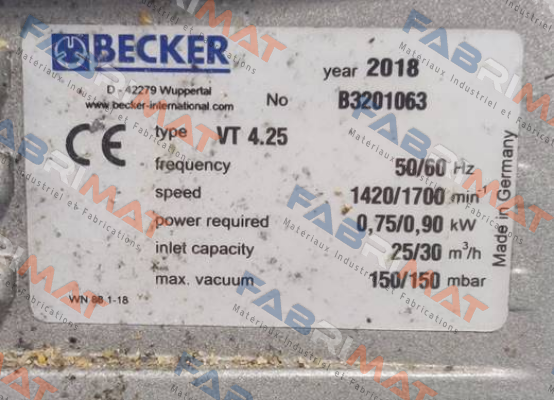 BECKER
year 2018
D - 42279 Wuppertal
www.becker-international.com
No B3201063
CE
type VT 4.25
frequency 50/60 Hz
speed 1420/1700 min-1
power required 0,75/0,90 kW
inlet capacity 25/30 m³/h
max. vacuum 150/150 mbar
WN 88.1-18
Made in Germany
FABRIMAT
Materiaux Industriel et Fabrications